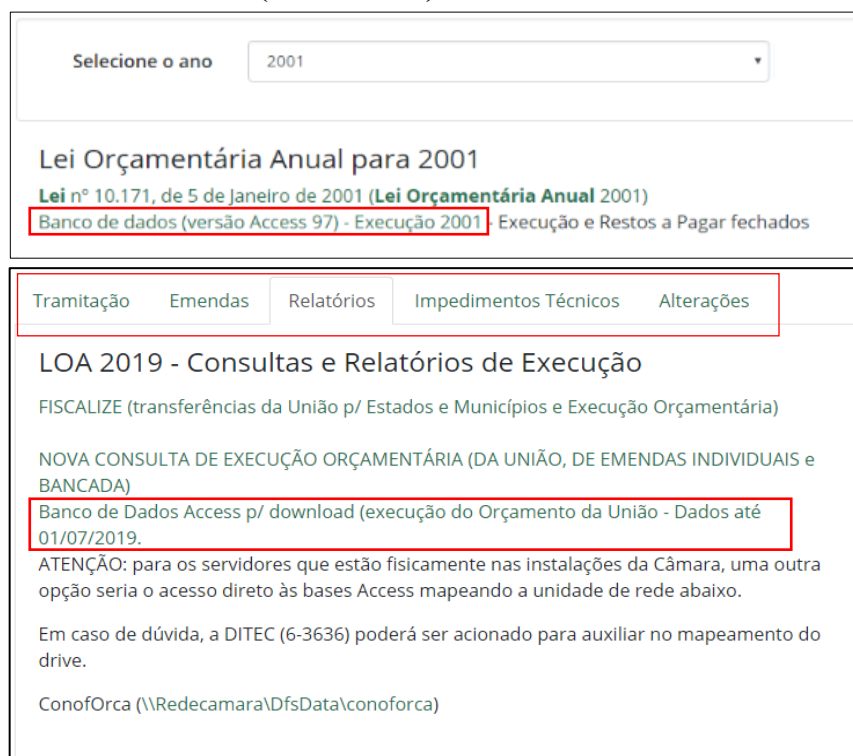 Selecione o ano 2001
Lei Orçamentária Anual para 2001
Lei nº 10.171, de 5 de Janeiro de 2001 (Lei Orçamentária Anual 2001)
Banco de dados (versão Access 97) - Execução 2001 - Execução e Restos a Pagar fechados
Tramitação Emendas Relatórios Impedimentos Técnicos Alterações
LOA 2019 - Consultas e Relatórios de Execução
FISCALIZE (transferências da União p/ Estados e Municípios e Execução Orçamentária)
NOVA CONSULTA DE EXECUÇÃO ORÇAMENTÁRIA (DA UNIÃO, DE EMENDAS INDIVIDUAIS e
BANCADA)
Banco de Dados Access p/ download (execução do Orçamento da União - Dados até
01/07/2019.
ATENÇÃO: para os servidores que estão fisicamente nas instalações da Câmara, uma outra
opção seria o acesso direto às bases Access mapeando a unidade de rede abaixo.
Em caso de dúvida, a DITEC (6-3636) poderá ser acionado para auxiliar no mapeamento do
drive.
ConofOrca (\\Redecamara\DfsData\conoforca)